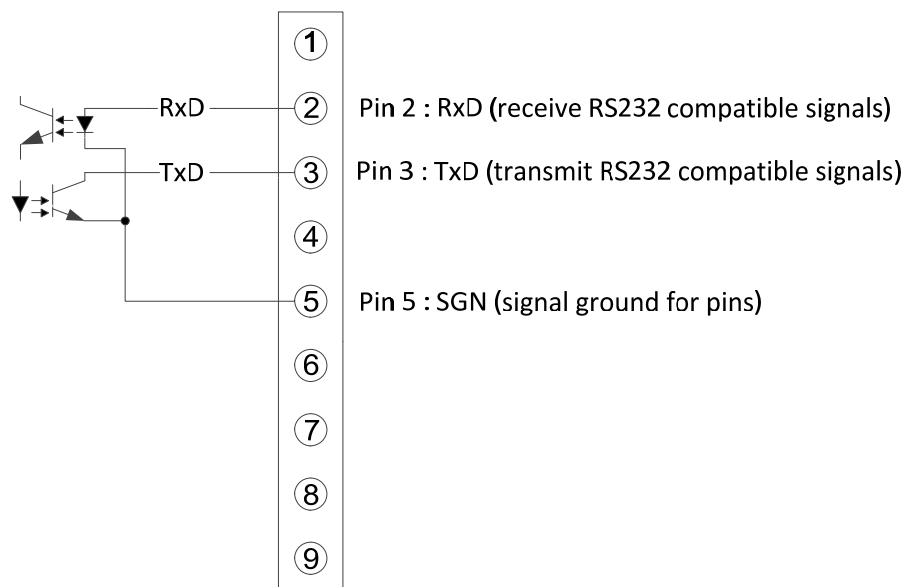 1
RxD
2
Pin 2 : RxD (receive RS232 compatible signals)
TxD
3
Pin 3 : TxD (transmit RS232 compatible signals)
4
5
Pin 5 : SGN (signal ground for pins)
6
7
8
9